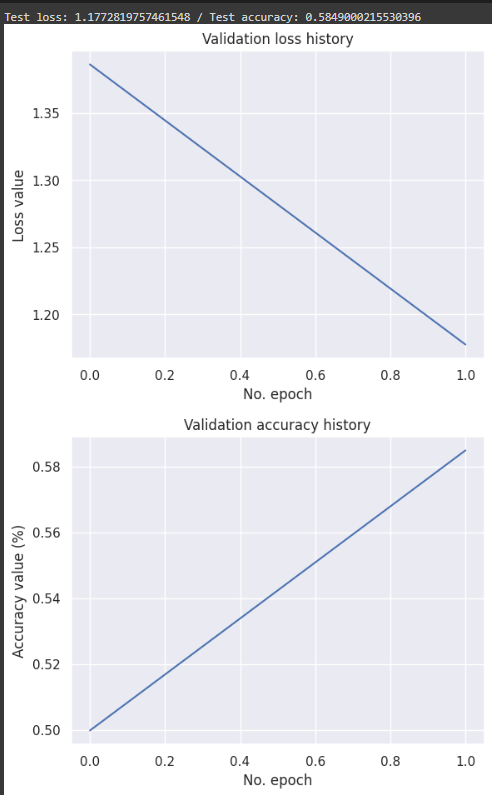 Test loss: 1.1772819757461548 / Test accuracy: 0.5849000215530396
Validation loss history
Loss value
1.35
1.30
1.25
1.20
0.0 0.2 0.4 0.6 0.8 1.0
No. epoch
Validation accuracy history
Accuracy value (%)
0.58
0.56
0.54
0.52
0.50
0.0 0.2 0.4 0.6 0.8 1.0
No. epoch